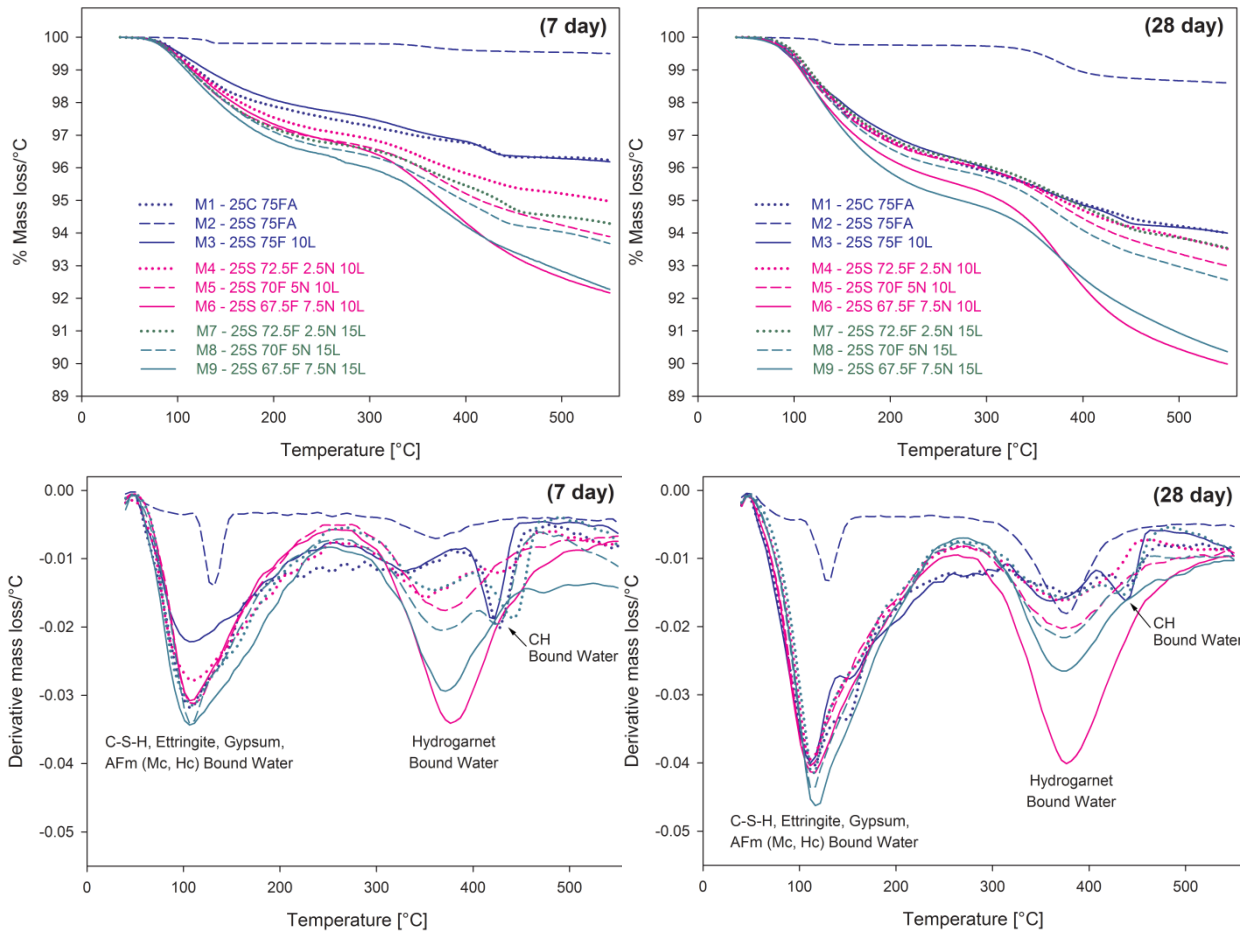 (7 day)
100
99
98
97
96
95
94
93
92
91
90
89
% Mass loss/°C
M1 - 25C 75FA
M2 - 25S 75FA
M3 - 25S 75F 10L
M4 - 25S 72.5F 2.5N 10L
M5 - 25S 70F 5N 10L
M6 - 25S 67.5F 7.5N 10L
M7 - 25S 72.5F 2.5N 15L
M8 - 25S 70F 5N 15L
M9 - 25S 67.5F 7.5N 15L
0 100 200 300 400 500
Temperature [°C]
(28 day)
100
99
98
97
96
95
94
93
92
91
90
89
% Mass loss/°C
M1 - 25C 75FA
M2 - 25S 75FA
M3 - 25S 75F 10L
M4 - 25S 72.5F 2.5N 10L
M5 - 25S 70F 5N 10L
M6 - 25S 67.5F 7.5N 10L
M7 - 25S 72.5F 2.5N 15L
M8 - 25S 70F 5N 15L
M9 - 25S 67.5F 7.5N 15L
0 100 200 300 400 500
Temperature [°C]
(7 day)
0.00
-0.01
-0.02
-0.03
-0.04
-0.05
Derivative mass loss/°C
CH
Bound Water
C-S-H, Ettringite, Gypsum,
AFm (Mc, Hc) Bound Water
Hydrogarnet
Bound Water
0 100 200 300 400 500
Temperature [°C]
(28 day)
0.00
-0.01
-0.02
-0.03
-0.04
-0.05
Derivative mass loss/°C
CH
Bound Water
Hydrogarnet
Bound Water
C-S-H, Ettringite, Gypsum,
AFm (Mc, Hc) Bound Water
0 100 200 300 400 500
Temperature [°C]